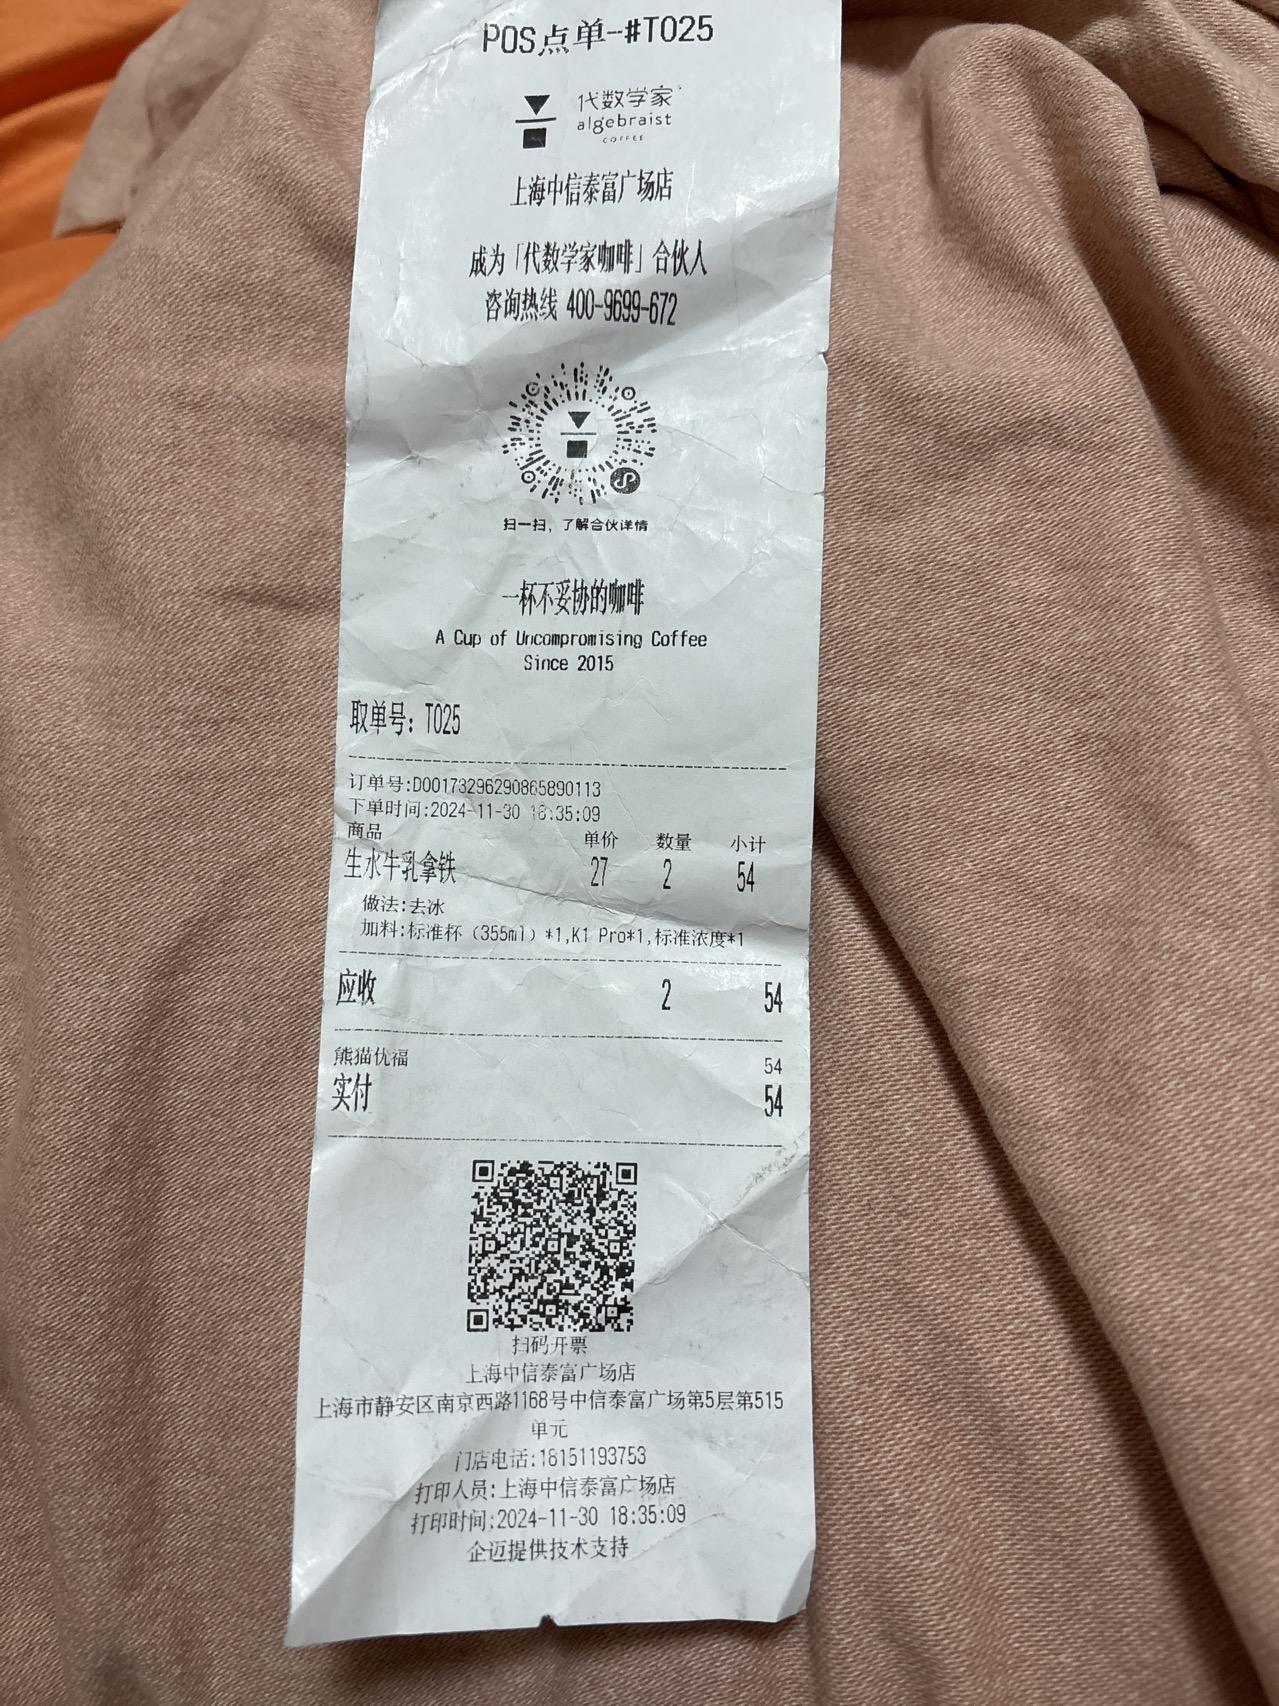 POS点单-#T025
代数学家
algebraist
COFFEE
上海中信泰富广场店
成为「代数学家咖啡」合伙人
咨询热线 400-9699-672
扫一扫，了解合伙详情
一杯不妥协的咖啡
A Cup of Uncompromising Coffee
Since 2015
取单号：T025
订单号:D00173296290865890113
下单时间:2024-11-30 18:35:09
商品 单价 数量 小计
生水牛乳拿铁 27 2 54
做法:去冰
加料:标准杯（355ml）*1,K1 Pro*1,标准浓度*1
应收 2 54
熊猫优福 54
实付 54
扫码开票
上海中信泰富广场店
上海市静安区南京西路1168号中信泰富广场第5层第515
单元
门店电话:18151193753
打印人员:上海中信泰富广场店
打印时间:2024-11-30 18:35:09
企迈提供技术支持